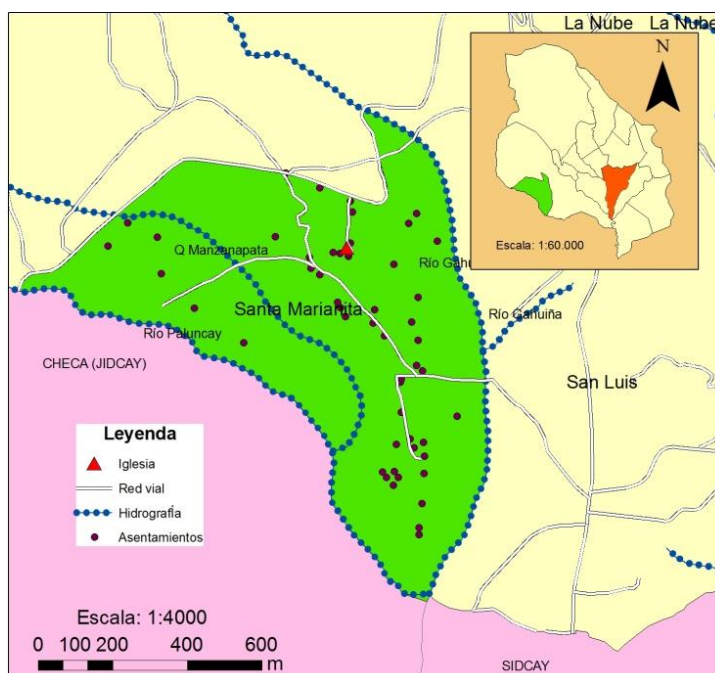 La Nube La Nube
N
Escala: 1:60.000
Q Manzanapata
Río Gahu
Santa Marianita
Río Gahuiña
Río Paluncay
CHECA (JIDCAY)
San Luis
Leyenda
Iglesia
Red vial
Hidrografía
Asentamientos
Escala: 1:4000
0 100 200 400 600
m
SIDCAY